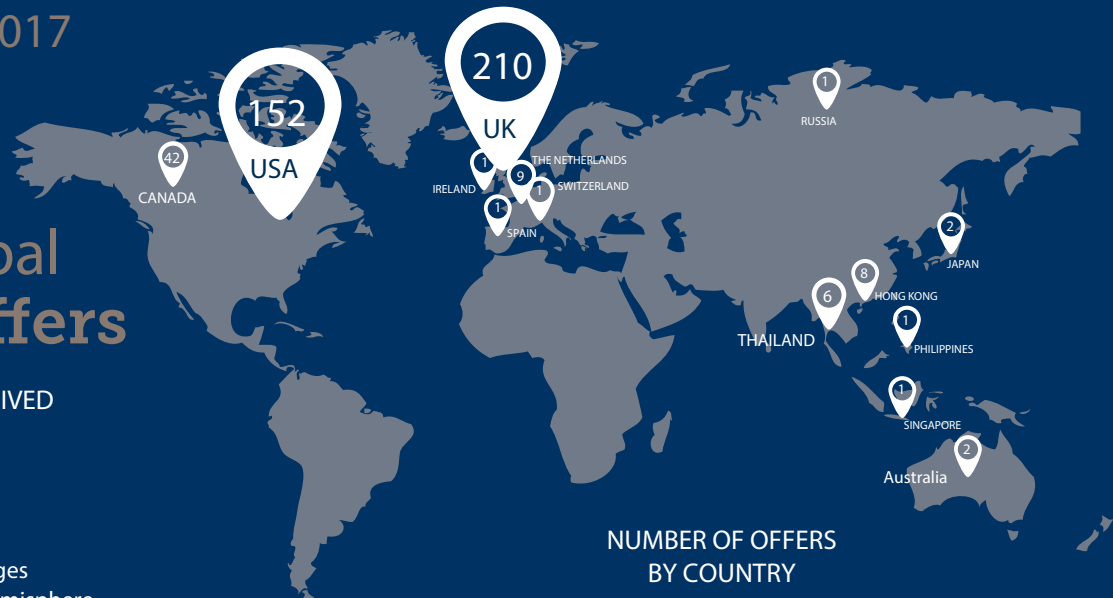 017
bal
ffers
IVED
ges
misphere
210
UK
152
USA
42
CANADA
1
RUSSIA
1
IRELAND
9
THE NETHERLANDS
1
SWITZERLAND
1
SPAIN
2
JAPAN
8
HONG KONG
6
THAILAND
1
PHILIPPINES
1
SINGAPORE
2
Australia
NUMBER OF OFFERS
BY COUNTRY